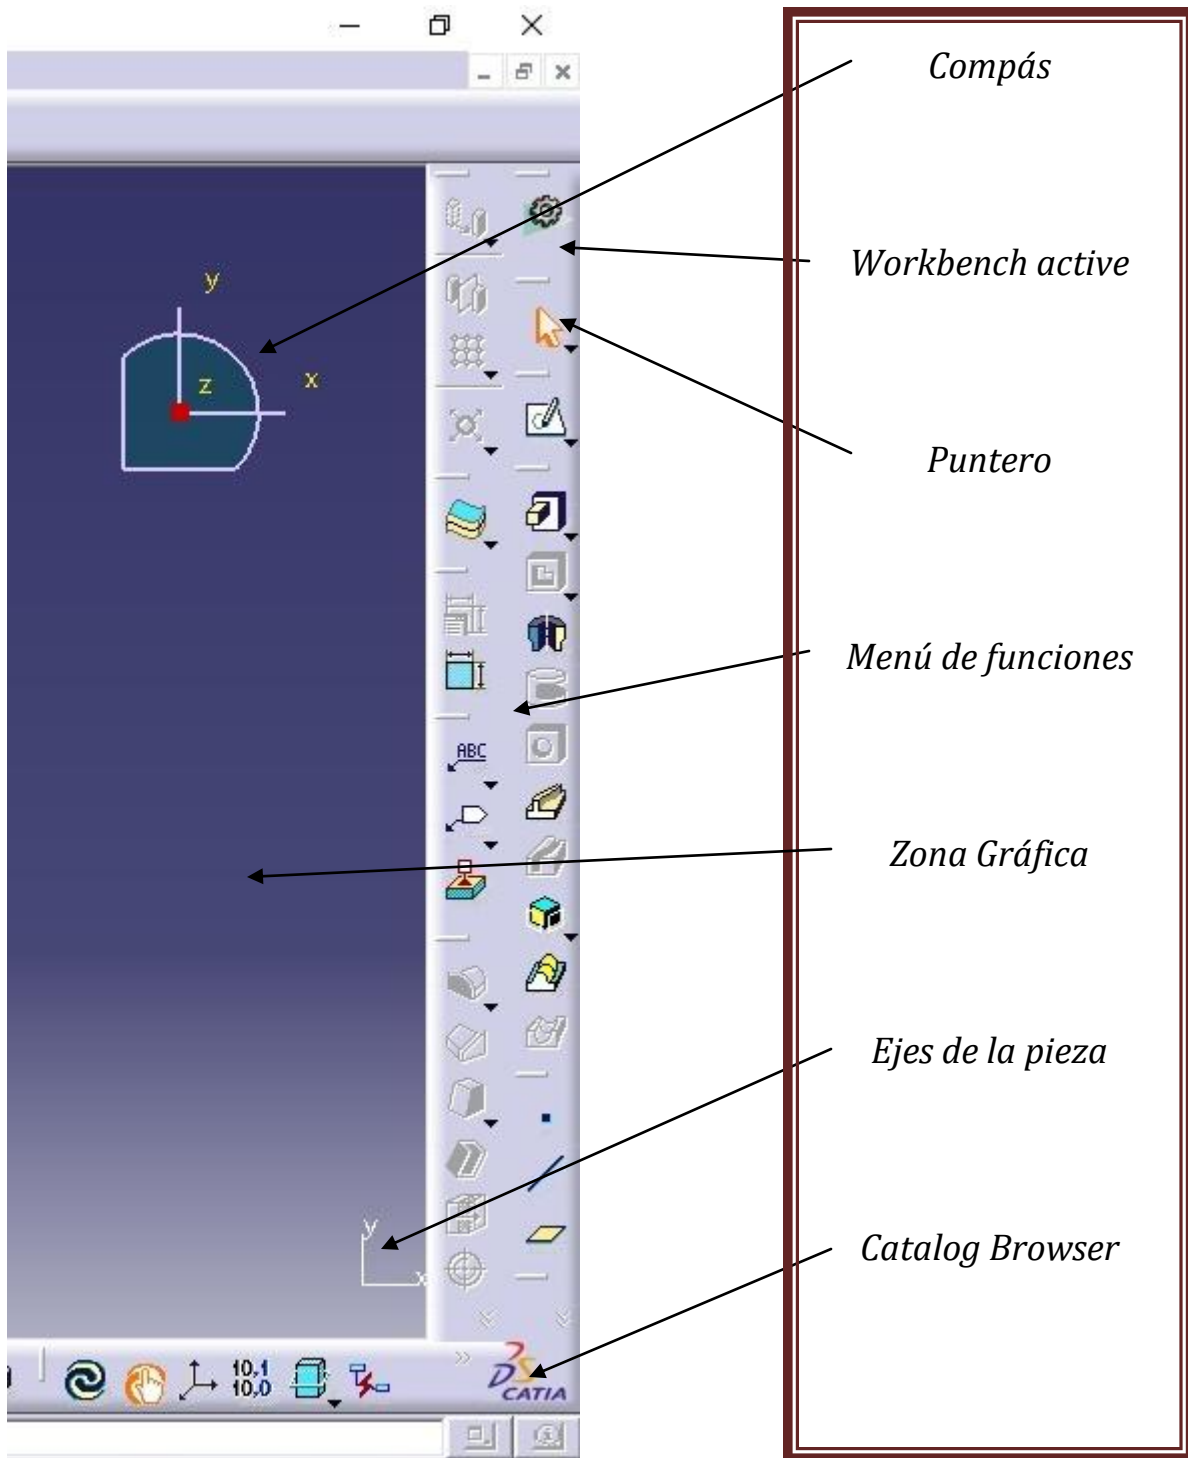 Compás
Workbench active
Puntero
Menú de funciones
Zona Gráfica
Ejes de la pieza
Catalog Browser
y
z
x
ABC
y
x
10,1
10,0
DS
CATIA